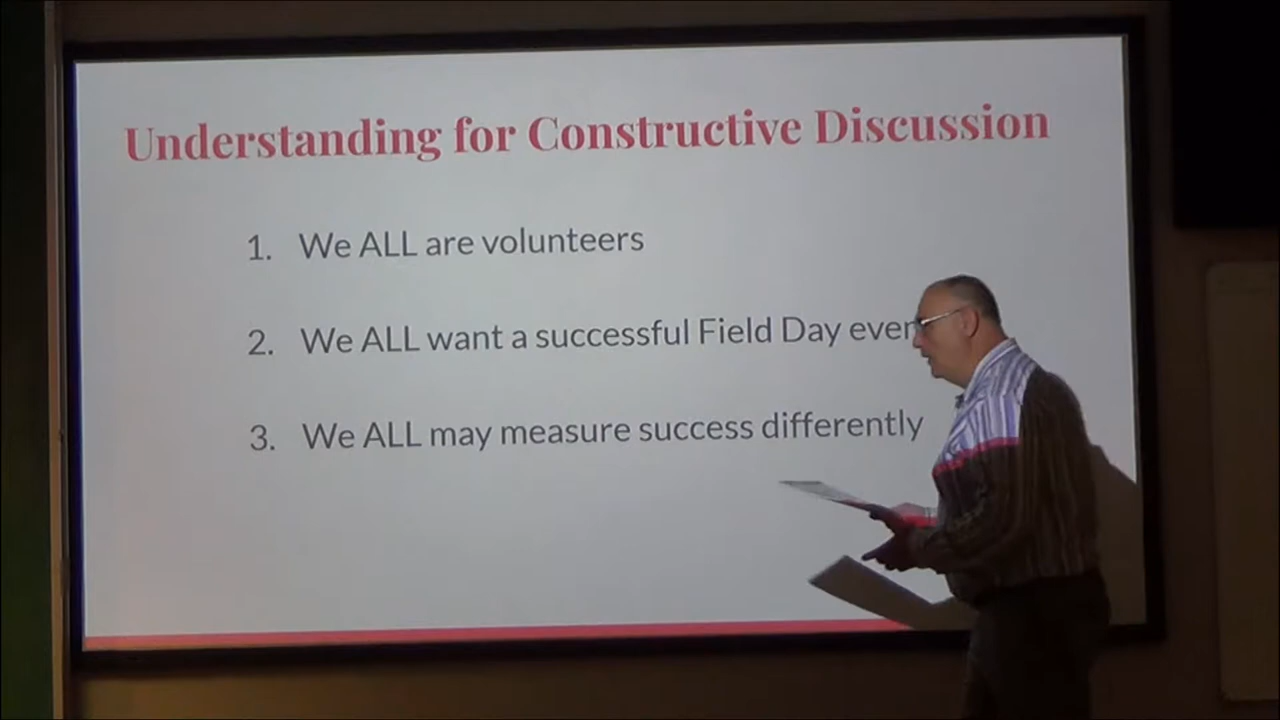 Understanding for Constructive Discussion
1. We ALL are volunteers
2. We ALL want a successful Field Day
3. We ALL may measure success differently